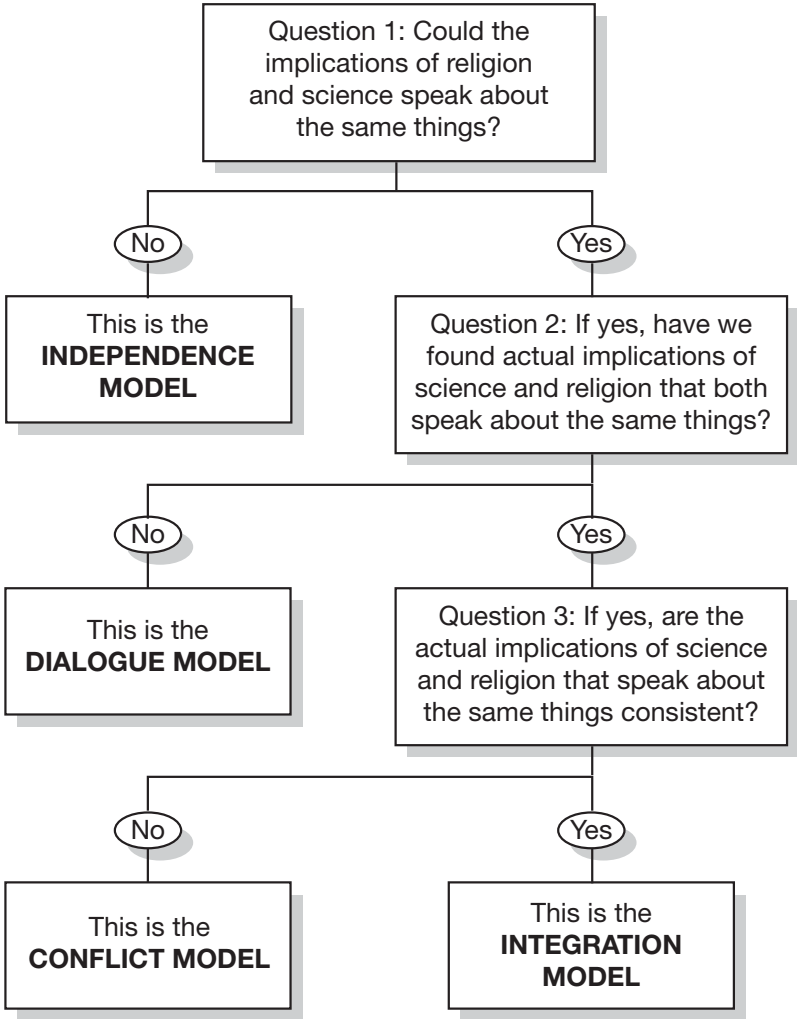 Question 1: Could the
implications of religion
and science speak about
the same things?
No
Yes
This is the
INDEPENDENCE
MODEL
Question 2: If yes, have we
found actual implications of
science and religion that both
speak about the same things?
No
Yes
This is the
DIALOGUE MODEL
Question 3: If yes, are the
actual implications of science
and religion that speak about
the same things consistent?
No
Yes
This is the
CONFLICT MODEL
This is the
INTEGRATION
MODEL